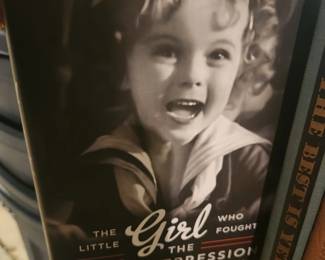 THE Girl WHO
LITTLE THE FOUGHT
PRESSION
THE BEST IS